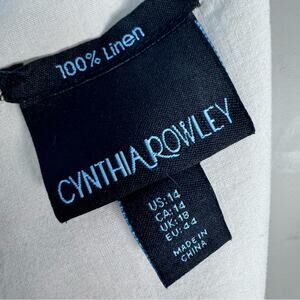 100% Linen
CYNTHIA ROWLEY
US: 14
CA: 14
UK: 18
EU: 44
MADE IN
CHINA